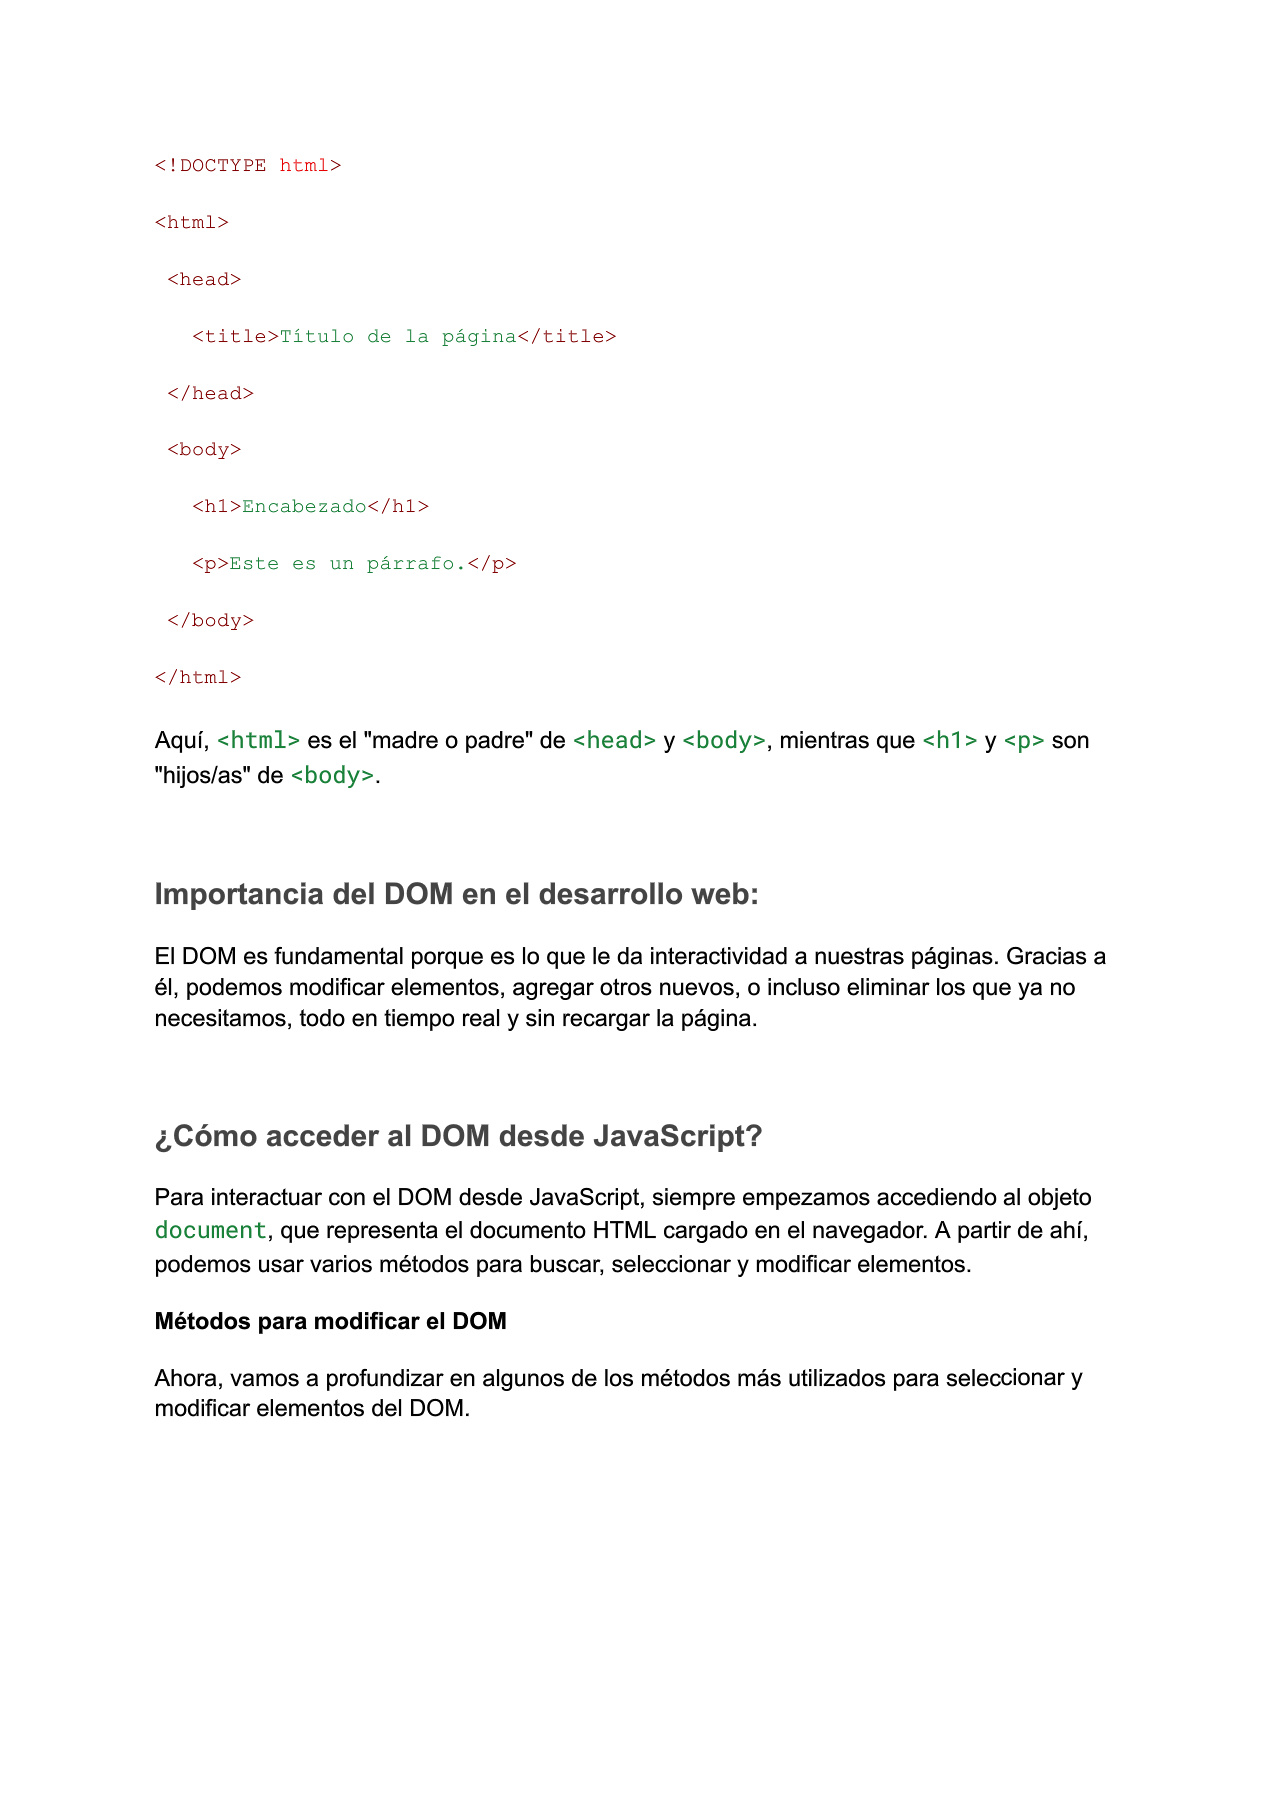 <!DOCTYPE html>
<html>
<head>
<title>Título de la página</title>
</head>
<body>
<h1>Encabezado</h1>
<p>Este es un párrafo.</p>
</body>
</html>
Aquí, <html> es el "madre o padre" de <head> y <body>, mientras que <h1> y <p> son
"hijos/as" de <body>.
Importancia del DOM en el desarrollo web:
El DOM es fundamental porque es lo que le da interactividad a nuestras páginas. Gracias a
él, podemos modificar elementos, agregar otros nuevos, o incluso eliminar los que ya no
necesitamos, todo en tiempo real y sin recargar la página.
¿Cómo acceder al DOM desde JavaScript?
Para interactuar con el DOM desde JavaScript, siempre empezamos accediendo al objeto
document, que representa el documento HTML cargado en el navegador. A partir de ahí,
podemos usar varios métodos para buscar, seleccionar y modificar elementos.
Métodos para modificar el DOM
Ahora, vamos a profundizar en algunos de los métodos más utilizados para seleccionar y
modificar elementos del DOM.